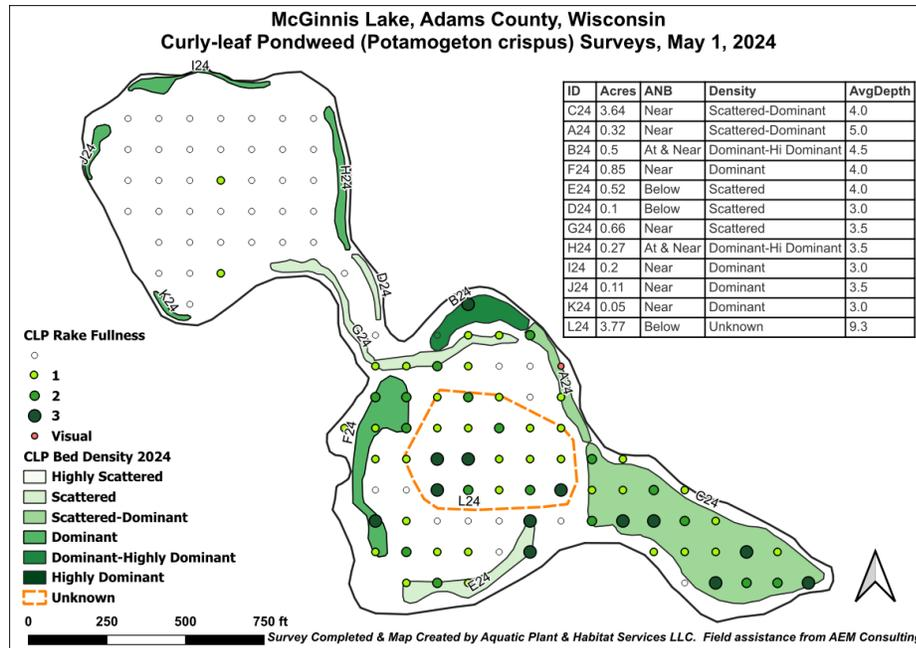 McGinnis Lake, Adams County, Wisconsin
Curly-leaf Pondweed (Potamogeton crispus) Surveys, May 1, 2024
I24
J24
H24
K24
D24
G24
B24
A24
F24
L24
C24
E24
ID Acres ANB Density AvgDepth
C24 3.64 Near Scattered-Dominant 4.0
A24 0.32 Near Scattered-Dominant 5.0
B24 0.5 At & Near Dominant-Hi Dominant 4.5
F24 0.85 Near Dominant 4.0
E24 0.52 Below Scattered 4.0
D24 0.1 Below Scattered 3.0
G24 0.66 Near Scattered 3.5
H24 0.27 At & Near Dominant-Hi Dominant 3.5
I24 0.2 Near Dominant 3.0
J24 0.11 Near Dominant 3.5
K24 0.05 Near Dominant 3.0
L24 3.77 Below Unknown 9.3
CLP Rake Fullness
1
2
3
Visual
CLP Bed Density 2024
Highly Scattered
Scattered
Scattered-Dominant
Dominant
Dominant-Highly Dominant
Highly Dominant
Unknown
0 250 500 750 ft
Survey Completed & Map Created by Aquatic Plant & Habitat Services LLC. Field assistance from AEM Consulting